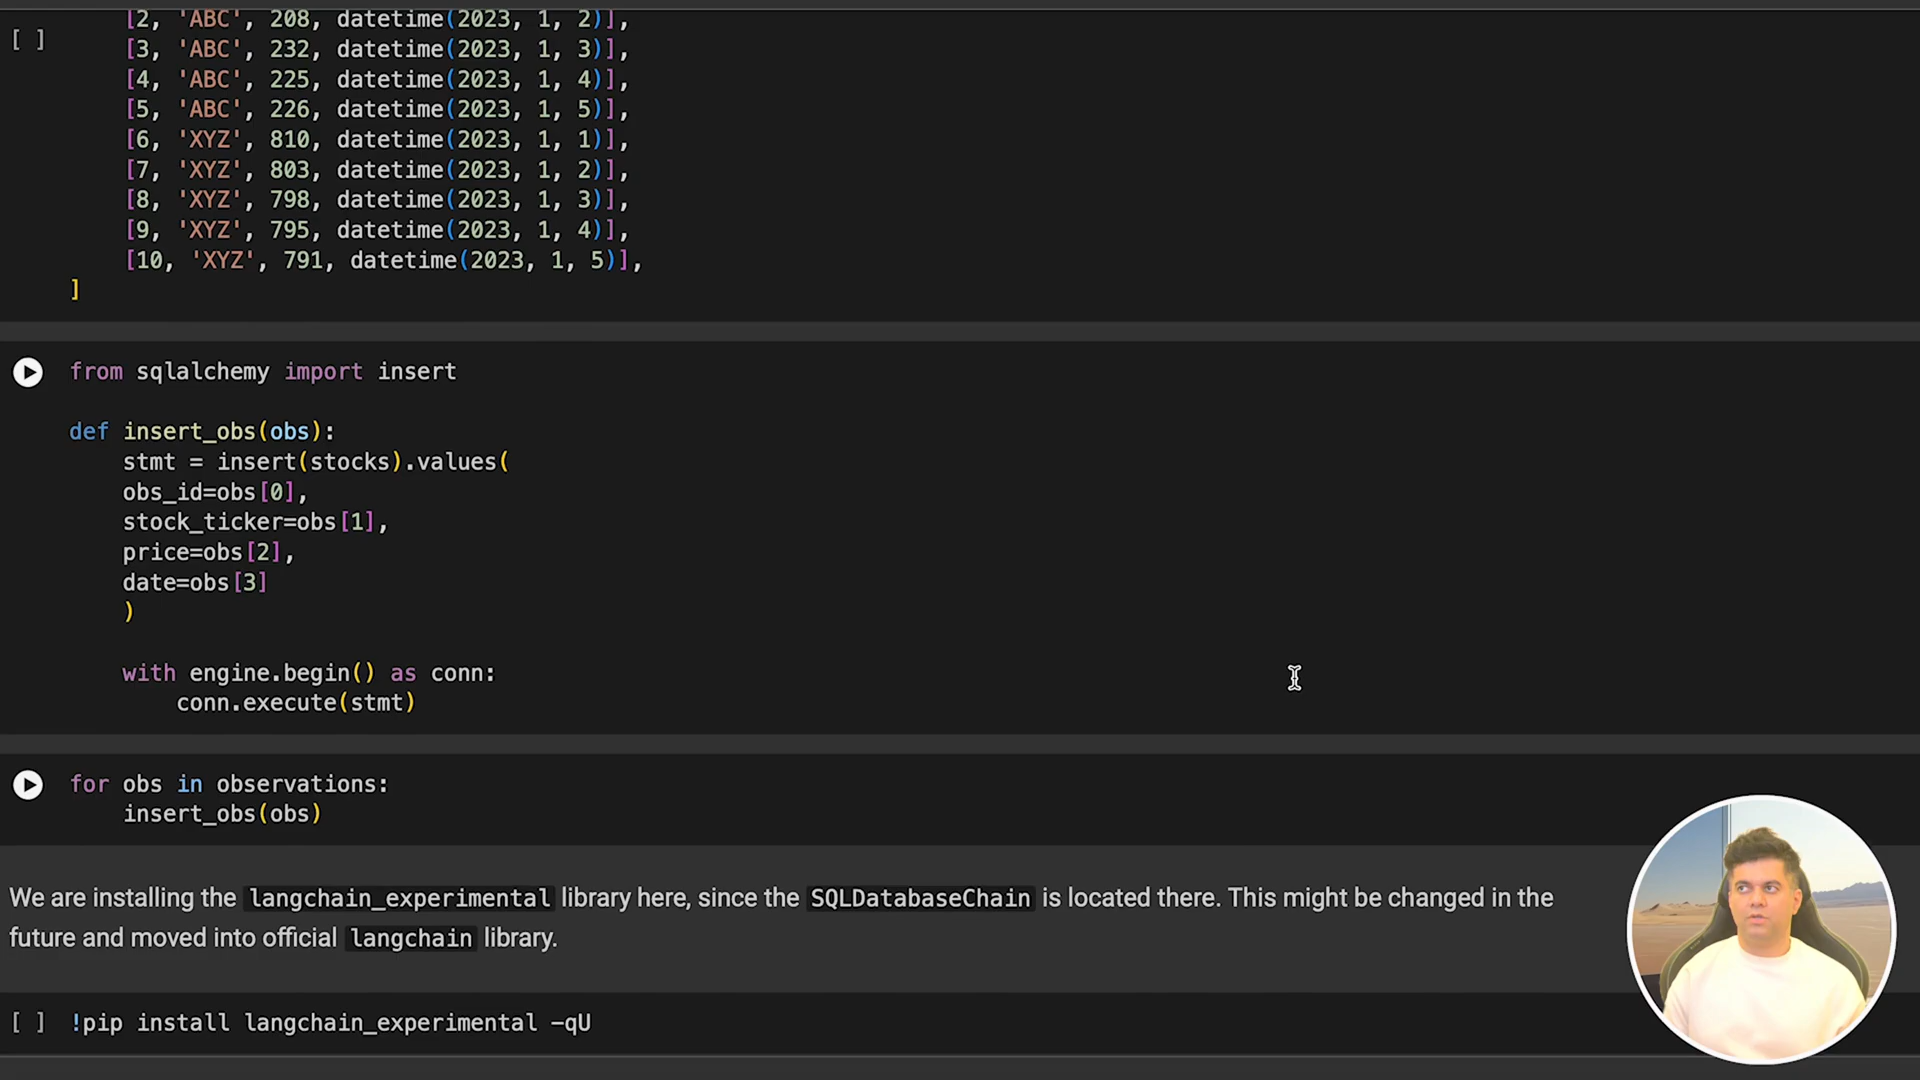 [2, 'ABC', 208, datetime(2023, 1, 2)],
[ ] [3, 'ABC', 232, datetime(2023, 1, 3)],
[4, 'ABC', 225, datetime(2023, 1, 4)],
[5, 'ABC', 226, datetime(2023, 1, 5)],
[6, 'XYZ', 810, datetime(2023, 1, 1)],
[7, 'XYZ', 803, datetime(2023, 1, 2)],
[8, 'XYZ', 798, datetime(2023, 1, 3)],
[9, 'XYZ', 795, datetime(2023, 1, 4)],
[10, 'XYZ', 791, datetime(2023, 1, 5)],
]
from sqlalchemy import insert
def insert_obs(obs):
stmt = insert(stocks).values(
obs_id=obs[0],
stock_ticker=obs[1],
price=obs[2],
date=obs[3]
)
with engine.begin() as conn:
conn.execute(stmt)
for obs in observations:
insert_obs(obs)
We are installing the langchain_experimental library here, since the SQLDatabaseChain is located there. This might be changed in the
future and moved into official langchain library.
[ ] !pip install langchain_experimental -qU